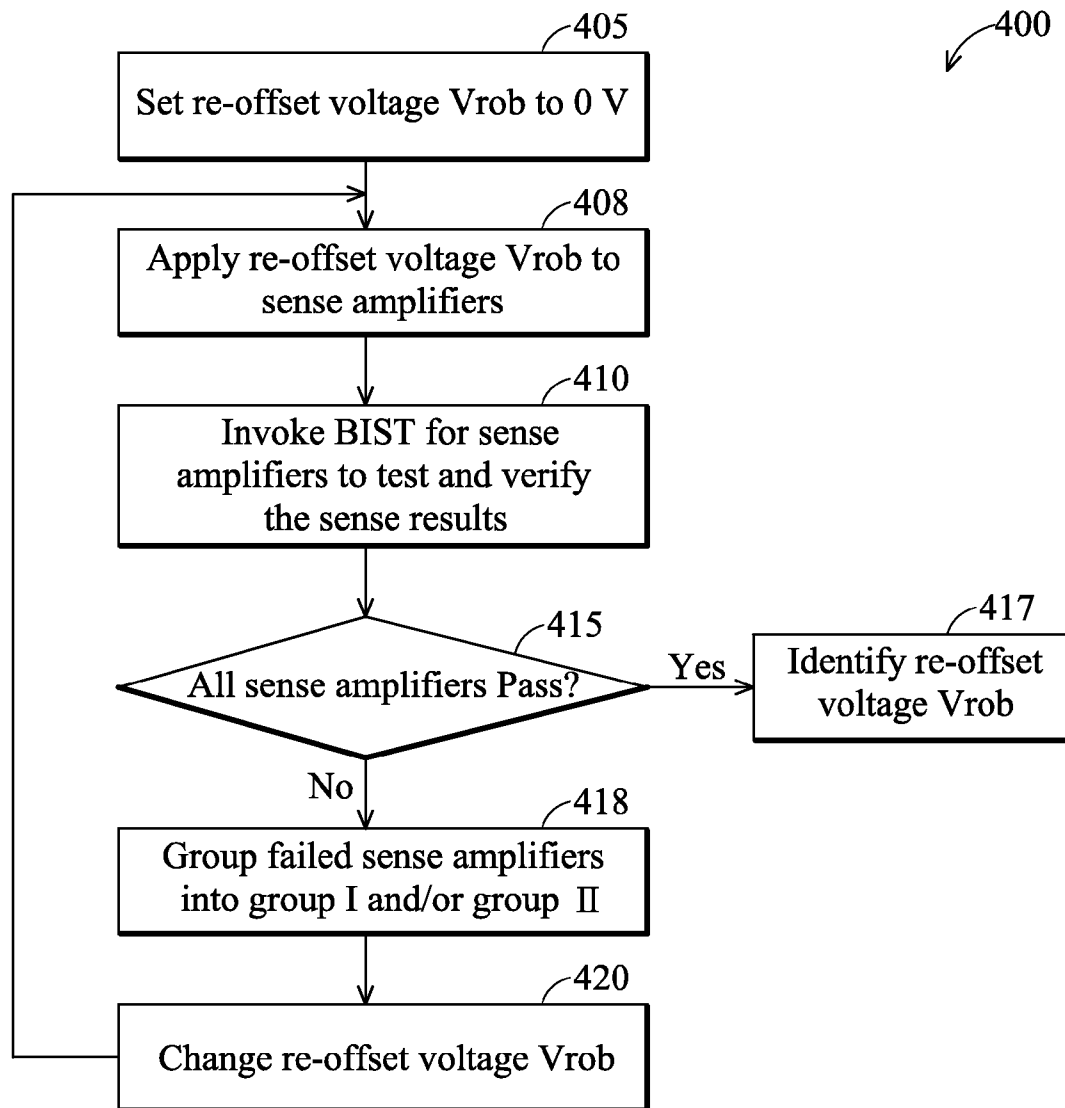 405
400
Set re-offset voltage Vrob to 0 V
408
Apply re-offset voltage Vrob to
sense amplifiers
410
Invoke BIST for sense
amplifiers to test and verify
the sense results
415
All sense amplifiers Pass?
Yes
417
Identify re-offset
voltage Vrob
No
418
Group failed sense amplifiers
into group I and/or group II
420
Change re-offset voltage Vrob